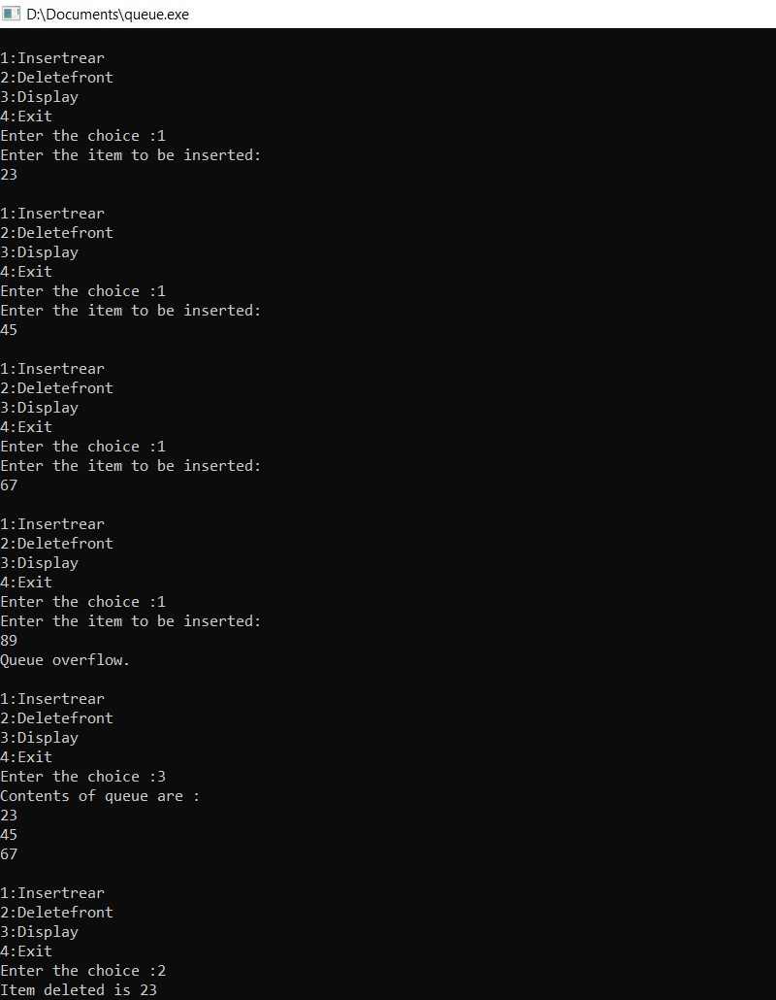 D:\Documents\queue.exe
1:Insertrear
2:Deletefront
3:Display
4:Exit
Enter the choice :1
Enter the item to be inserted:
23
1:Insertrear
2:Deletefront
3:Display
4:Exit
Enter the choice :1
Enter the item to be inserted:
45
1:Insertrear
2:Deletefront
3:Display
4:Exit
Enter the choice :1
Enter the item to be inserted:
67
1:Insertrear
2:Deletefront
3:Display
4:Exit
Enter the choice :1
Enter the item to be inserted:
89
Queue overflow.
1:Insertrear
2:Deletefront
3:Display
4:Exit
Enter the choice :3
Contents of queue are :
23
45
67
1:Insertrear
2:Deletefront
3:Display
4:Exit
Enter the choice :2
Item deleted is 23